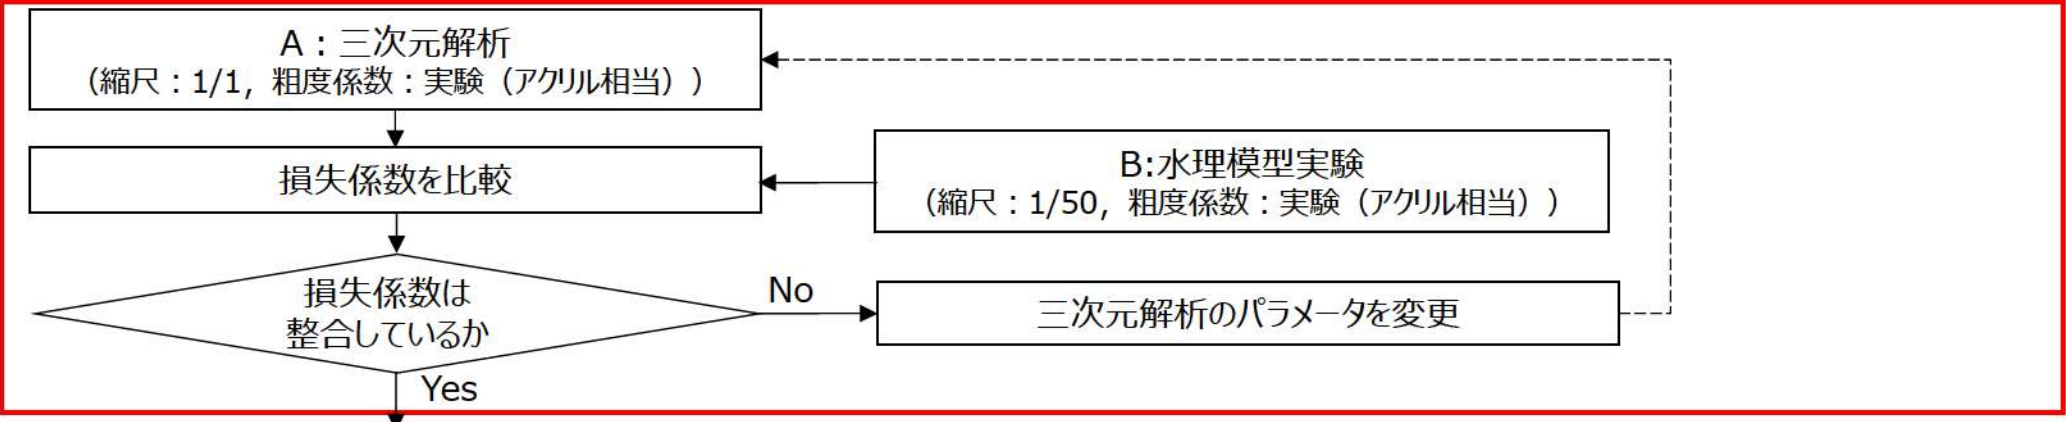 A：三次元解析
（縮尺：1/1，粗度係数：実験（アクリル相当））
損失係数を比較
B:水理模型実験
（縮尺：1/50，粗度係数：実験（アクリル相当））
損失係数は
整合しているか
No
三次元解析のパラメータを変更
Yes